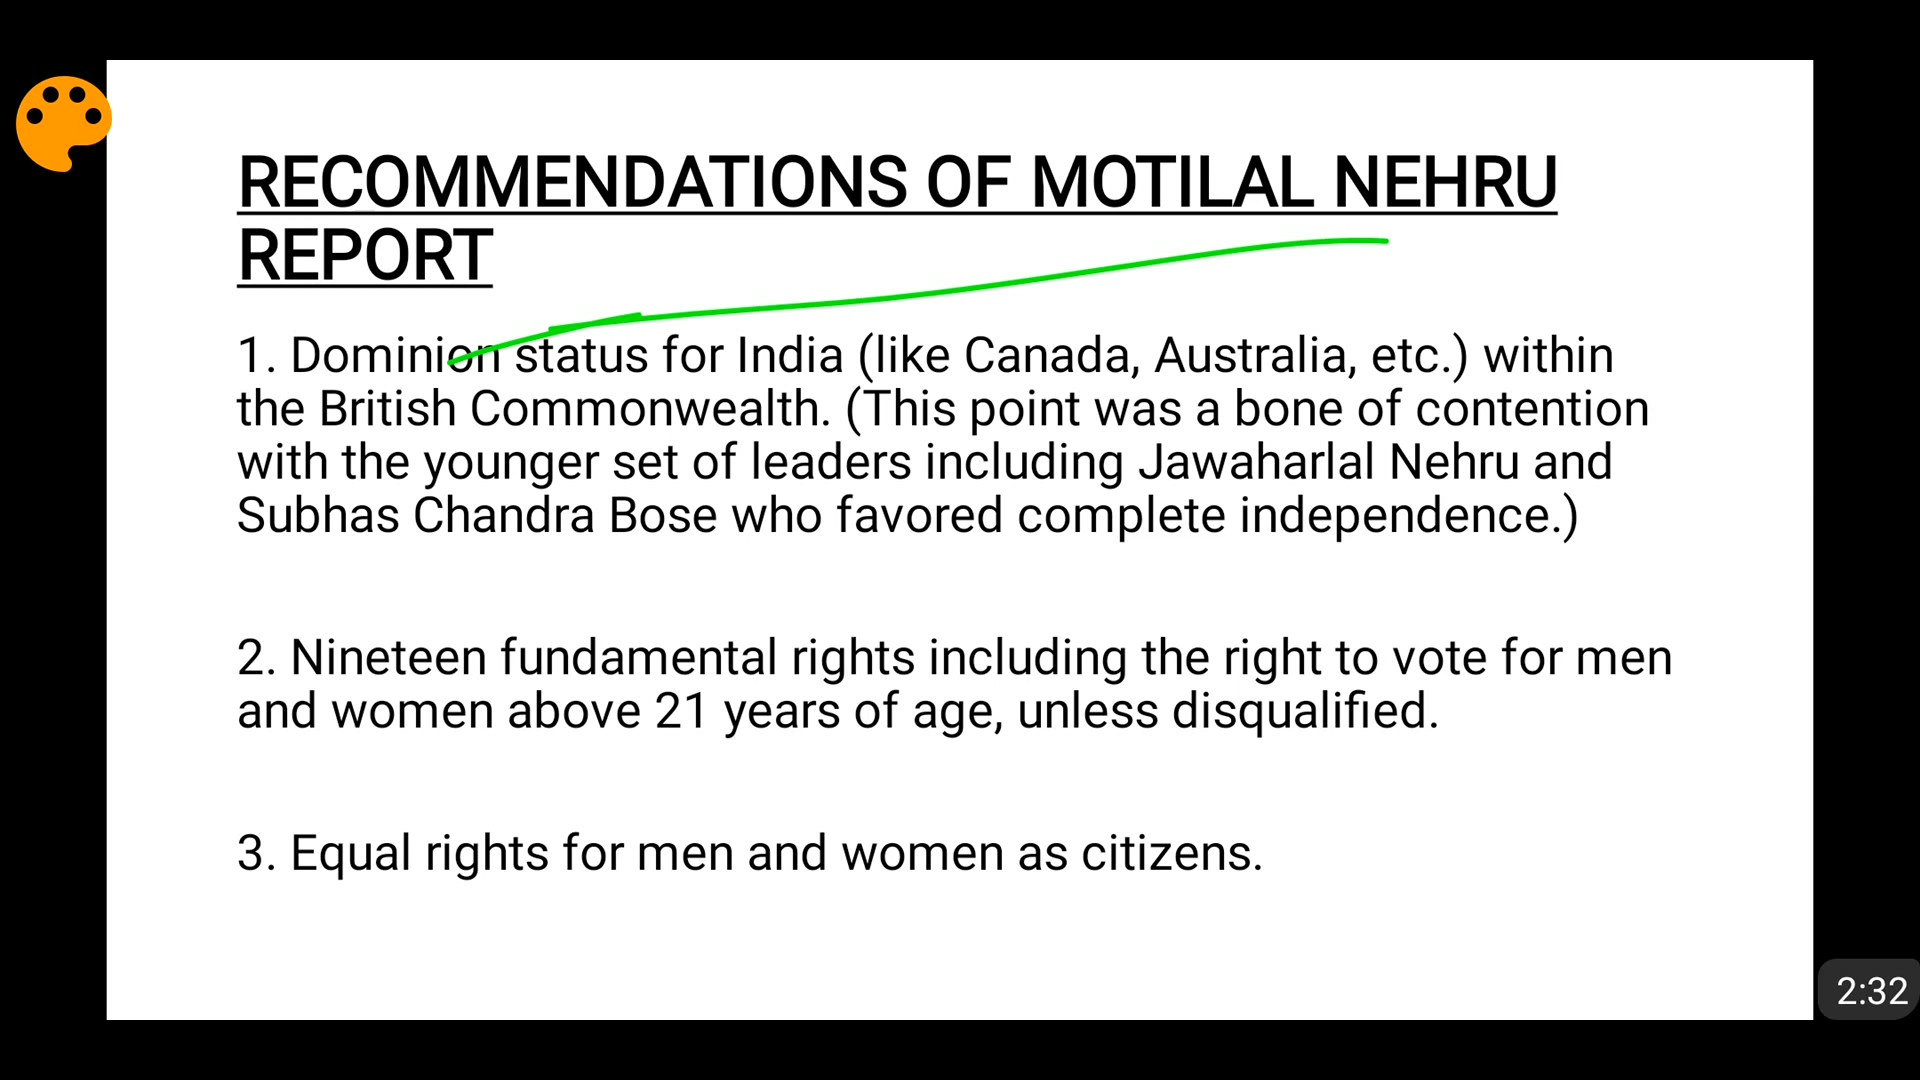 RECOMMENDATIONS OF MOTILAL NEHRU
REPORT
1. Dominion status for India (like Canada, Australia, etc.) within
the British Commonwealth. (This point was a bone of contention
with the younger set of leaders including Jawaharlal Nehru and
Subhas Chandra Bose who favored complete independence.)
2. Nineteen fundamental rights including the right to vote for men
and women above 21 years of age, unless disqualified.
3. Equal rights for men and women as citizens.
2:32